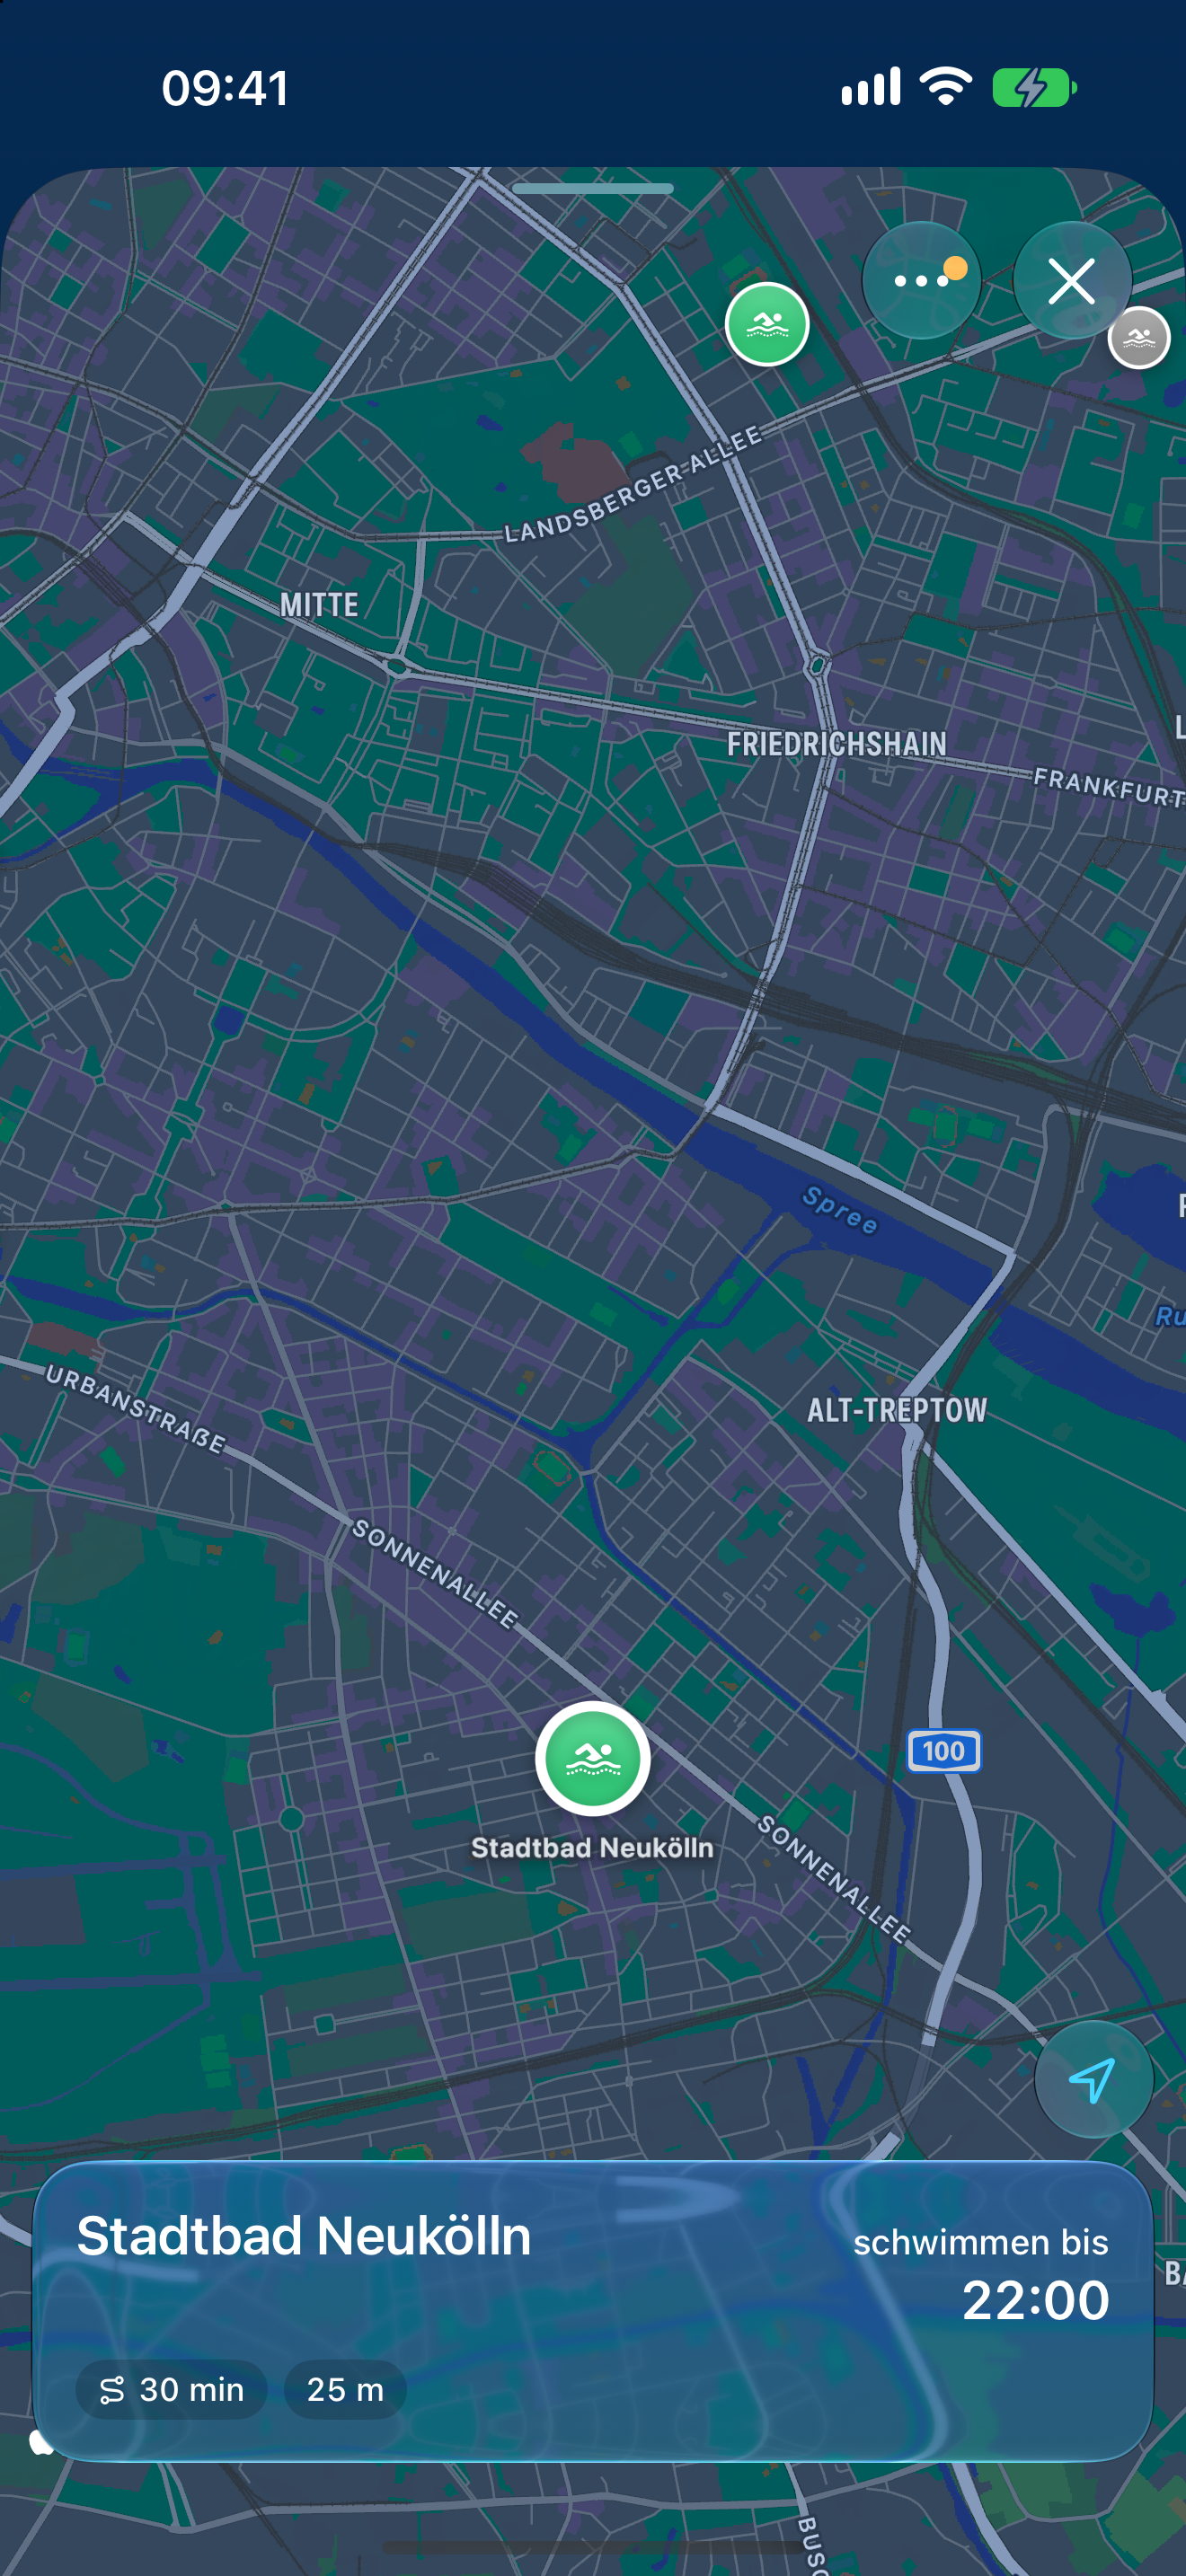 09:41
LANDSBERGER ALLEE
MITTE
FRIEDRICHSHAIN
FRANKFURT
Spree
ALT-TREPTOW
URBANSTRAẞE
SONNENALLEE
100
Stadtbad Neukölln
SONNENALLEE
Stadtbad Neukölln
schwimmen bis
22:00
30 min
25 m